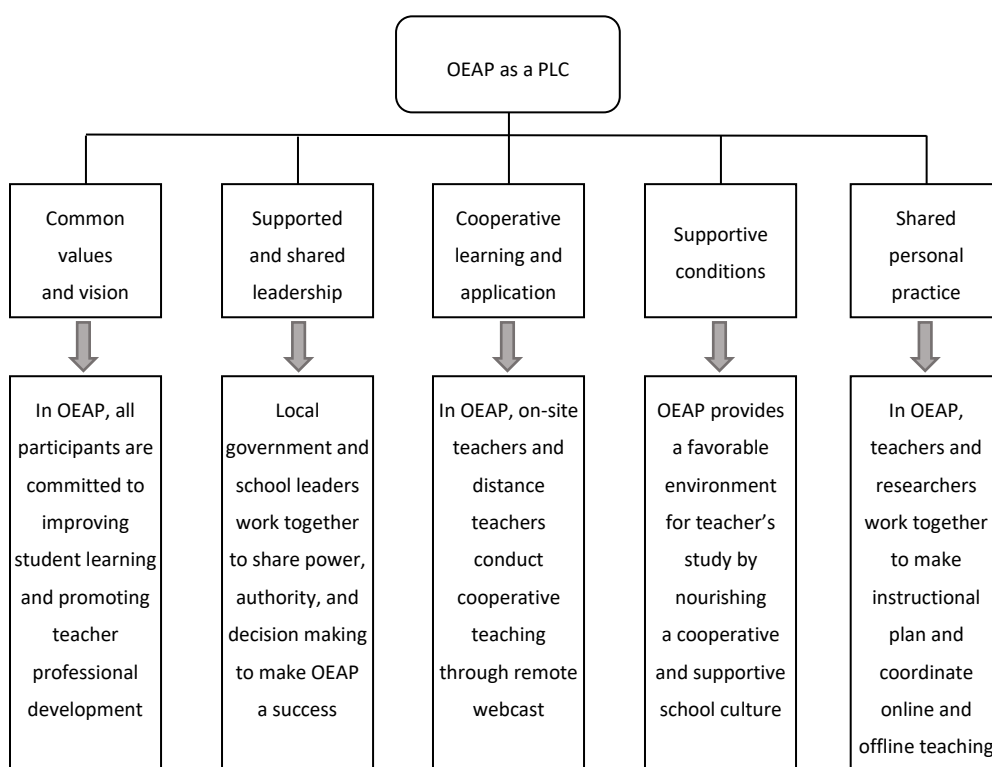 OEAP as a PLC
Common
values
and vision
Supported
and shared
leadership
Cooperative
learning and
application
Supportive
conditions
Shared
personal
practice
In OEAP, all
participants are
committed to
improving
student learning
and promoting
teacher
professional
development
Local
government and
school leaders
work together
to share power,
authority, and
decision making
to make OEAP
a success
In OEAP, on-site
teachers and
distance
teachers
conduct
cooperative
teaching
through remote
webcast
OEAP provides
a favorable
environment
for teacher’s
study by
nourishing
a cooperative
and supportive
school culture
In OEAP,
teachers and
researchers
work together
to make
instructional
plan and
coordinate
online and
offline teaching